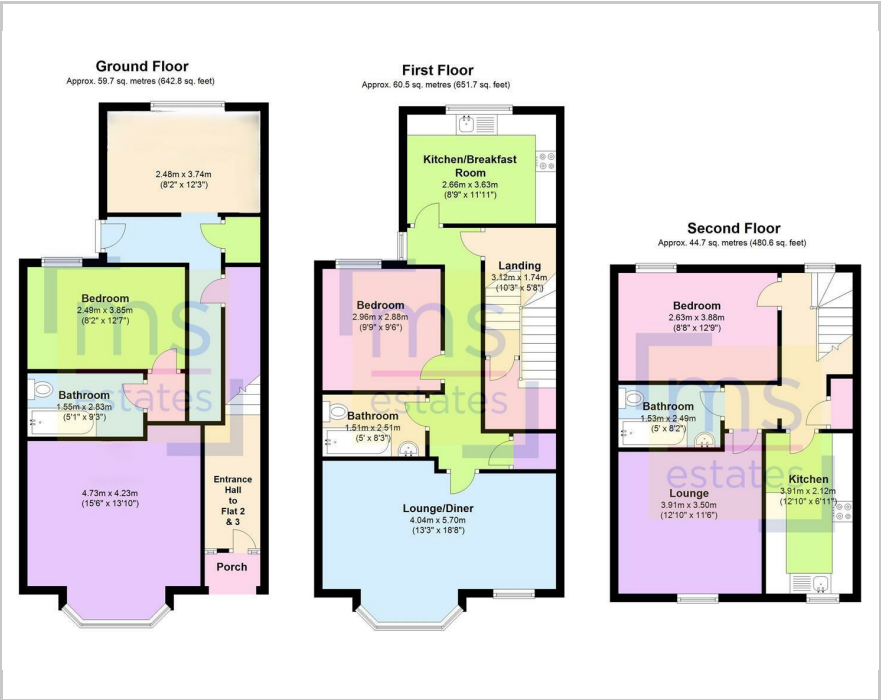 Ground Floor
Approx. 59.7 sq. metres (642.8 sq. feet)
2.48m x 3.74m
(8'2" x 12'3")
Bedroom
2.49m x 3.85m
(8'2" x 12'7")
Bathroom
1.55m x 2.83m
(5'1" x 9'3")
4.73m x 4.23m
(15'6" x 13'10")
Entrance
Hall
to
Flat 2
& 3
Porch
ms
estates
First Floor
Approx. 60.5 sq. metres (651.7 sq. feet)
Kitchen/Breakfast
Room
2.66m x 3.63m
(8'9" x 11'11")
Landing
3.12m x 1.74m
(10'3" x 5'8")
Bedroom
2.96m x 2.88m
(9'9" x 9'6")
Bathroom
1.51m x 2.51m
(5' x 8'3")
Lounge/Diner
4.04m x 5.70m
(13'3" x 18'8")
ms
estates
Second Floor
Approx. 44.7 sq. metres (480.6 sq. feet)
Bedroom
2.63m x 3.88m
(8'8" x 12'9")
Bathroom
1.53m x 2.49m
(5' x 8'2")
Lounge
3.91m x 3.50m
(12'10" x 11'6")
Kitchen
3.91m x 2.12m
(12'10" x 6'11")
ms
estates